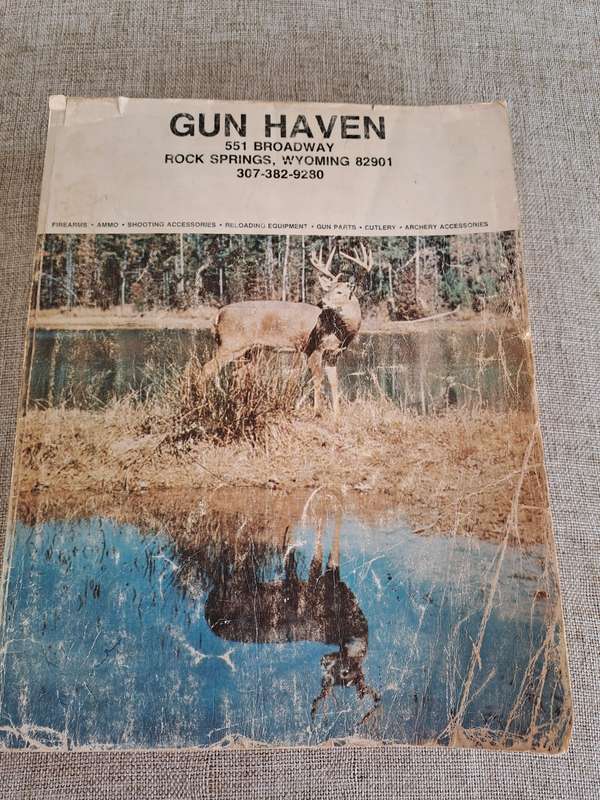 GUN HAVEN
551 BROADWAY
ROCK SPRINGS, WYOMING 82901
307-382-9280
FIREARMS • AMMO • SHOOTING ACCESSORIES • RELOADING EQUIPMENT • GUN PARTS • CUTLERY • ARCHERY ACCESSORIES